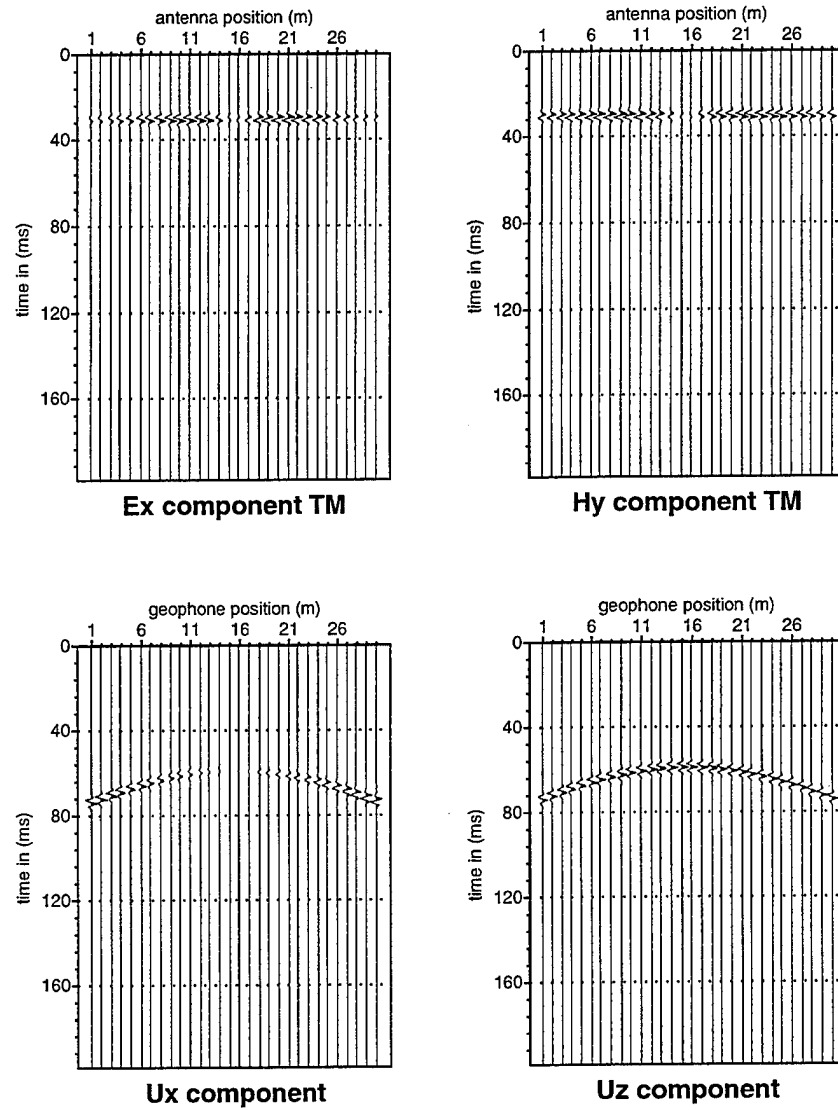 antenna position (m)
1 6 11 16 21 26
0
40
80
120
160
time in (ms)
Ex component TM
antenna position (m)
1 6 11 16 21 26
0
40
80
120
160
time in (ms)
Hy component TM
geophone position (m)
1 6 11 16 21 26
0
40
80
120
160
time in (ms)
Ux component
geophone position (m)
1 6 11 16 21 26
0
40
80
120
160
time in (ms)
Uz component